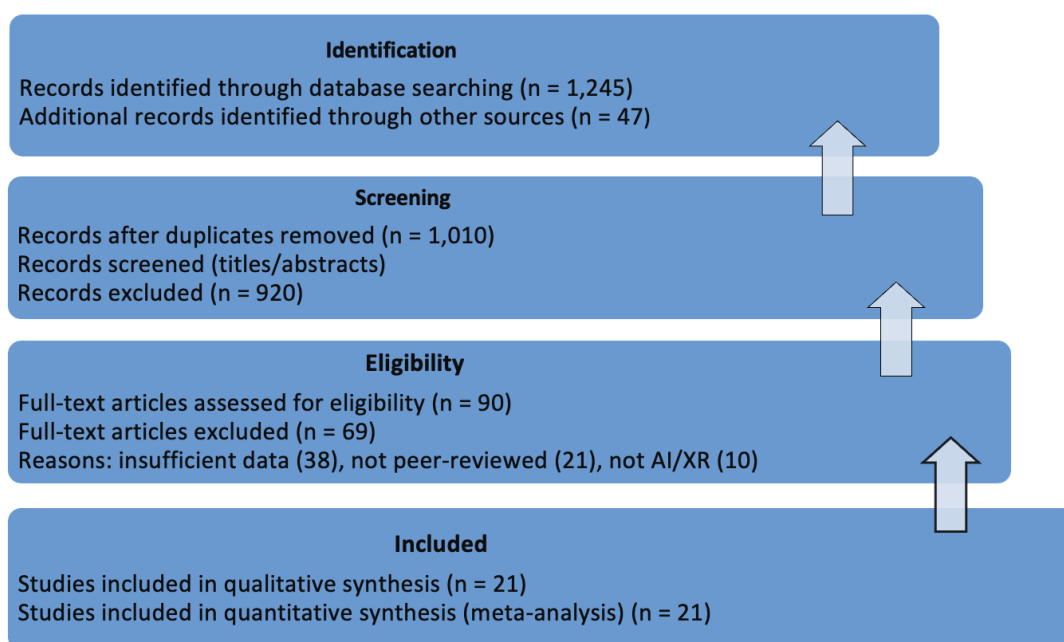 Identification
Records identified through database searching (n = 1,245)
Additional records identified through other sources (n = 47)
Screening
Records after duplicates removed (n = 1,010)
Records screened (titles/abstracts)
Records excluded (n = 920)
Eligibility
Full-text articles assessed for eligibility (n = 90)
Full-text articles excluded (n = 69)
Reasons: insufficient data (38), not peer-reviewed (21), not AI/XR (10)
Included
Studies included in qualitative synthesis (n = 21)
Studies included in quantitative synthesis (meta-analysis) (n = 21)